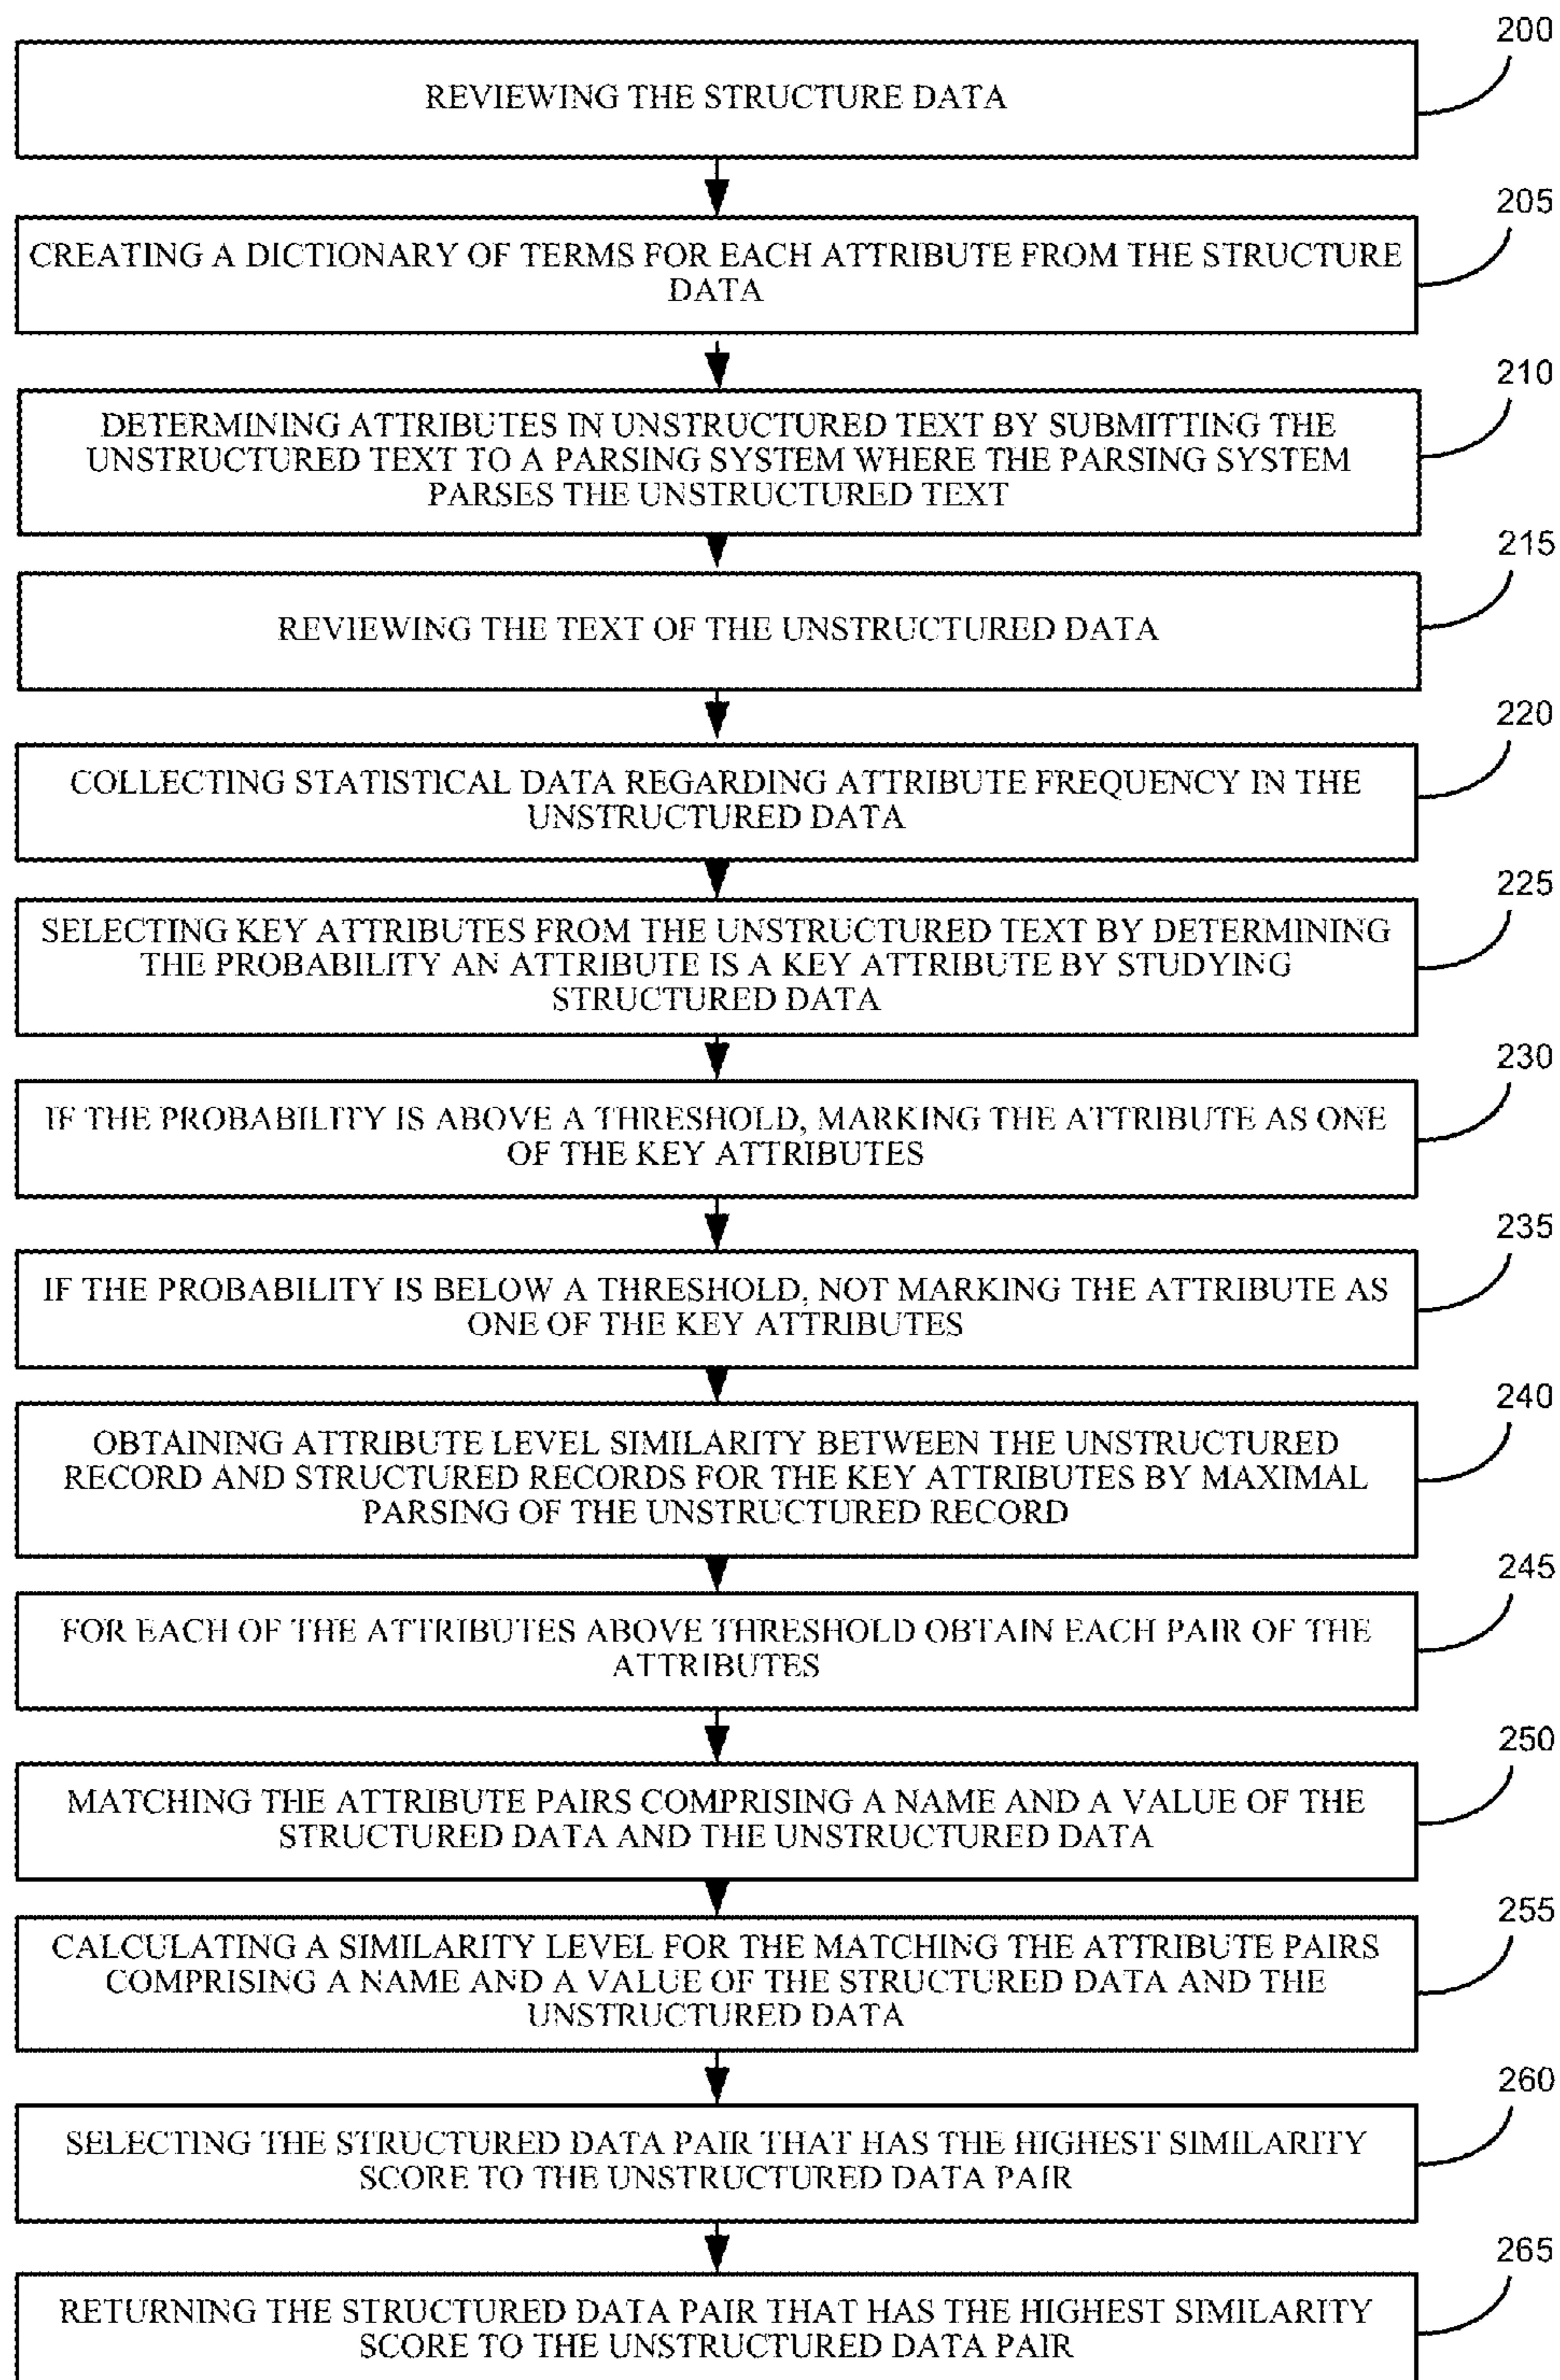 200
REVIEWING THE STRUCTURE DATA
205
CREATING A DICTIONARY OF TERMS FOR EACH ATTRIBUTE FROM THE STRUCTURE
DATA
210
DETERMINING ATTRIBUTES IN UNSTRUCTURED TEXT BY SUBMITTING THE
UNSTRUCTURED TEXT TO A PARSING SYSTEM WHERE THE PARSING SYSTEM
PARSES THE UNSTRUCTURED TEXT
215
REVIEWING THE TEXT OF THE UNSTRUCTURED DATA
220
COLLECTING STATISTICAL DATA REGARDING ATTRIBUTE FREQUENCY IN THE
UNSTRUCTURED DATA
225
SELECTING KEY ATTRIBUTES FROM THE UNSTRUCTURED TEXT BY DETERMINING
THE PROBABILITY AN ATTRIBUTE IS A KEY ATTRIBUTE BY STUDYING
STRUCTURED DATA
230
IF THE PROBABILITY IS ABOVE A THRESHOLD, MARKING THE ATTRIBUTE AS ONE
OF THE KEY ATTRIBUTES
235
IF THE PROBABILITY IS BELOW A THRESHOLD, NOT MARKING THE ATTRIBUTE AS
ONE OF THE KEY ATTRIBUTES
240
OBTAINING ATTRIBUTE LEVEL SIMILARITY BETWEEN THE UNSTRUCTURED
RECORD AND STRUCTURED RECORDS FOR THE KEY ATTRIBUTES BY MAXIMAL
PARSING OF THE UNSTRUCTURED RECORD
245
FOR EACH OF THE ATTRIBUTES ABOVE THRESHOLD OBTAIN EACH PAIR OF THE
ATTRIBUTES
250
MATCHING THE ATTRIBUTE PAIRS COMPRISING A NAME AND A VALUE OF THE
STRUCTURED DATA AND THE UNSTRUCTURED DATA
255
CALCULATING A SIMILARITY LEVEL FOR THE MATCHING THE ATTRIBUTE PAIRS
COMPRISING A NAME AND A VALUE OF THE STRUCTURED DATA AND THE
UNSTRUCTURED DATA
260
SELECTING THE STRUCTURED DATA PAIR THAT HAS THE HIGHEST SIMILARITY
SCORE TO THE UNSTRUCTURED DATA PAIR
265
RETURNING THE STRUCTURED DATA PAIR THAT HAS THE HIGHEST SIMILARITY
SCORE TO THE UNSTRUCTURED DATA PAIR